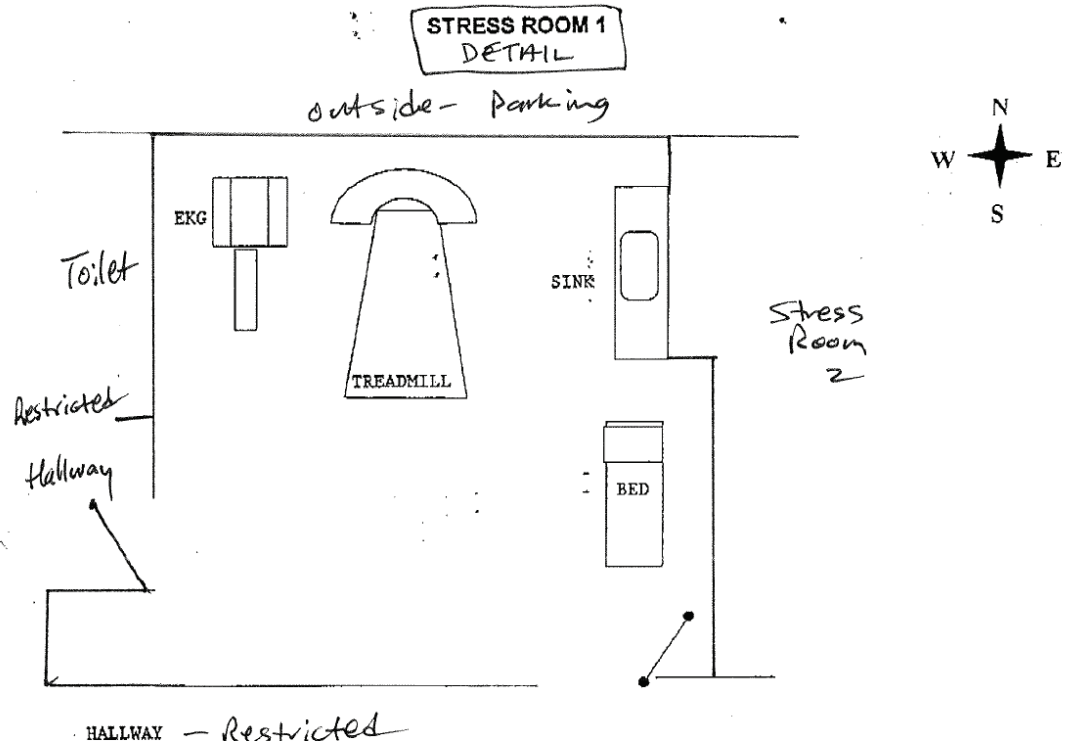 STRESS ROOM 1
DETAIL
outside - Parking
N
W E
S
EKG
Toilet
SINK
Stress
Room
2
TREADMILL
Restricted
Hallway
BED
HALLWAY - Restricted